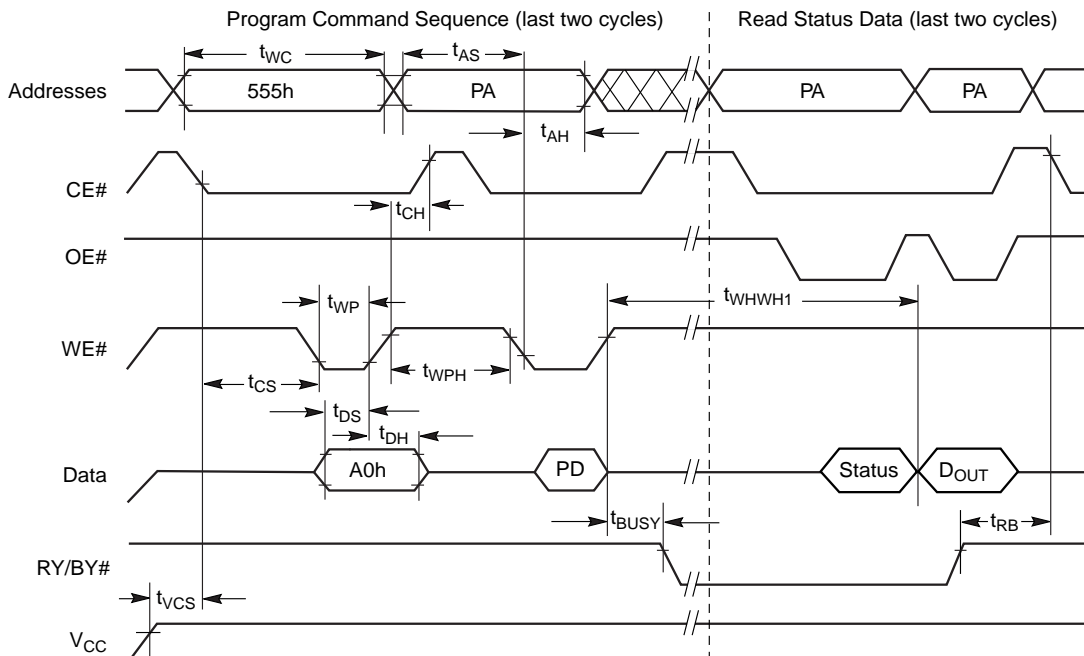 Program Command Sequence (last two cycles)
Read Status Data (last two cycles)
tWC
tAS
Addresses
555h
PA
PA
PA
tAH
CE#
tCH
OE#
tWHWH1
tWP
WE#
tWPH
tCS
tDS
tDH
Data
A0h
PD
Status
DOUT
tBUSY
tRB
RY/BY#
tVCS
VCC